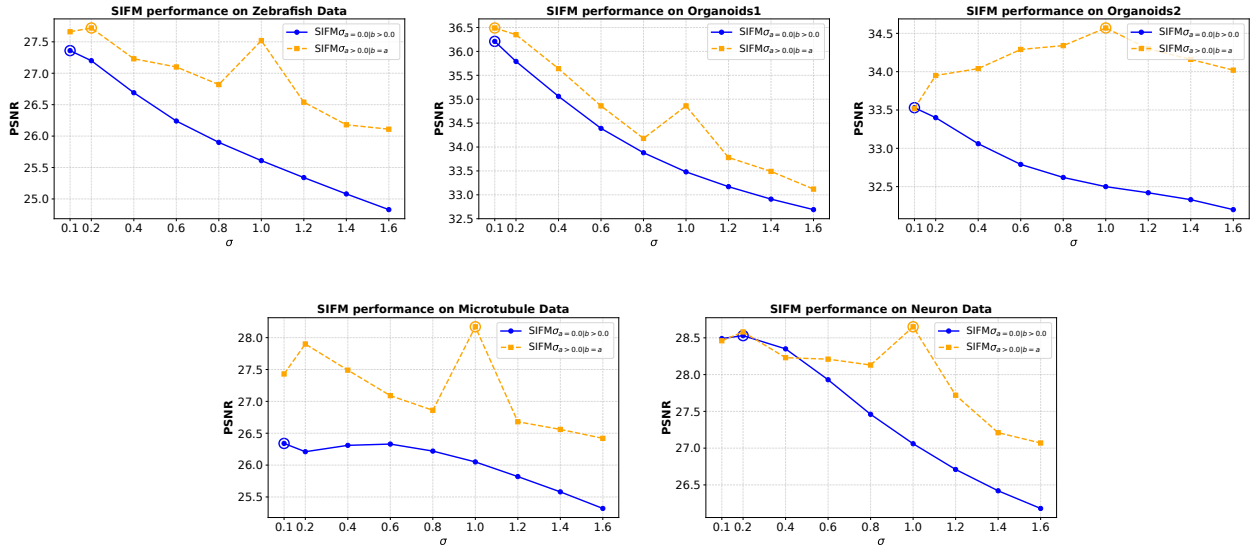 SIFM performance on Zebrafish Data
PSNR
27.5
27.0
26.5
26.0
25.5
25.0
SIFMσa=0.0|b>0.0
SIFMσa>0.0|b=a
0.1 0.2 0.4 0.6 0.8 1.0 1.2 1.4 1.6
σ
SIFM performance on Organoids1
PSNR
36.5
36.0
35.5
35.0
34.5
34.0
33.5
33.0
32.5
SIFMσa=0.0|b>0.0
SIFMσa>0.0|b=a
0.1 0.2 0.4 0.6 0.8 1.0 1.2 1.4 1.6
σ
SIFM performance on Organoids2
PSNR
34.5
34.0
33.5
33.0
32.5
SIFMσa=0.0|b>0.0
SIFMσa>0.0|b=a
0.1 0.2 0.4 0.6 0.8 1.0 1.2 1.4 1.6
σ
SIFM performance on Microtubule Data
PSNR
28.0
27.5
27.0
26.5
26.0
25.5
SIFMσa=0.0|b>0.0
SIFMσa>0.0|b=a
0.1 0.2 0.4 0.6 0.8 1.0 1.2 1.4 1.6
σ
SIFM performance on Neuron Data
PSNR
28.5
28.0
27.5
27.0
26.5
SIFMσa=0.0|b>0.0
SIFMσa>0.0|b=a
0.1 0.2 0.4 0.6 0.8 1.0 1.2 1.4 1.6
σ